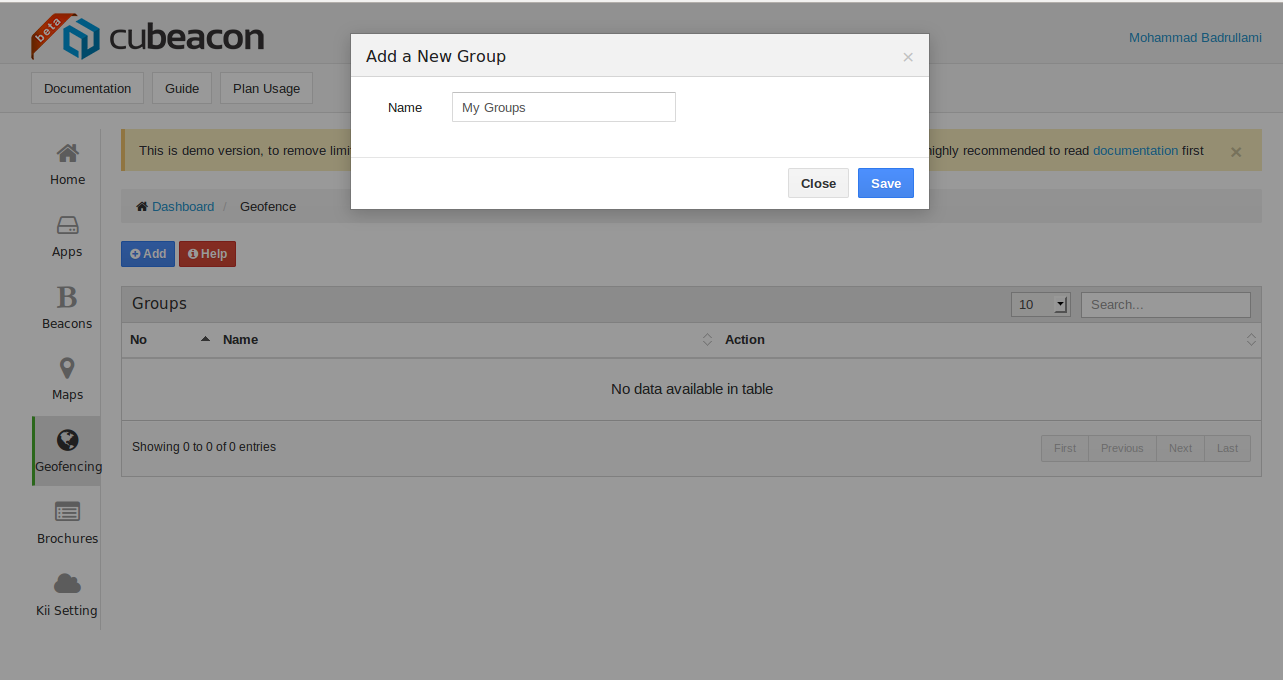 beta
cubeacon
Mohammad Badrullami
Documentation
Guide
Plan Usage
Add a New Group
×
Name
My Groups
Close
Save
This is demo version, to remove limi
highly recommended to read documentation first
×
Dashboard / Geofence
Add
Help
Home
Apps
B
Beacons
Maps
Geofencing
Brochures
Kii Setting
Groups
10
Search...
No
Name
Action
No data available in table
Showing 0 to 0 of 0 entries
First
Previous
Next
Last